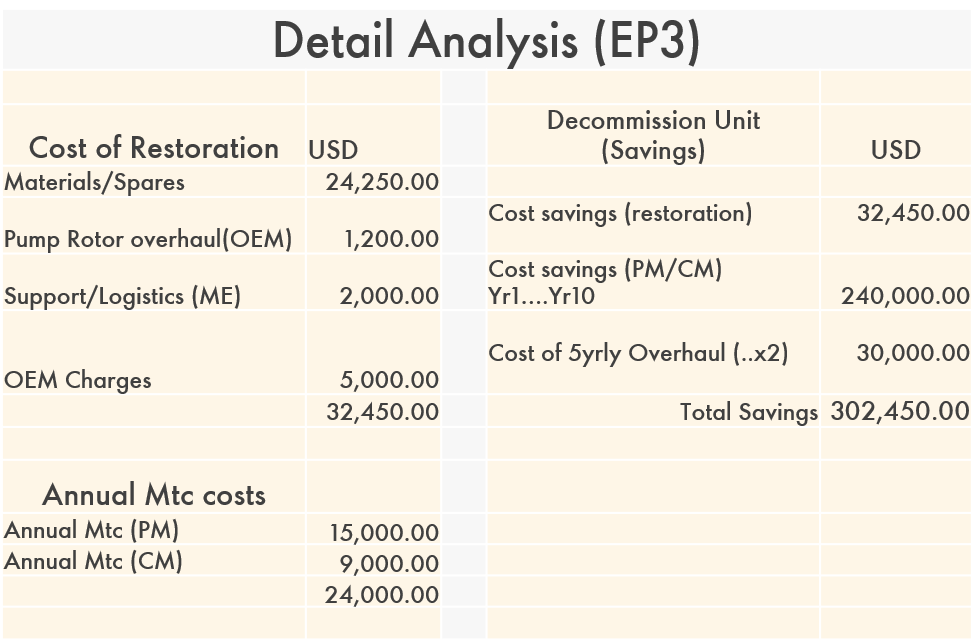 Detail Analysis (EP3)
Cost of Restoration USD
Materials/Spares 24,250.00
Pump Rotor overhaul(OEM) 1,200.00
Support/Logistics (ME) 2,000.00
OEM Charges 5,000.00
32,450.00
Annual Mtc costs
Annual Mtc (PM) 15,000.00
Annual Mtc (CM) 9,000.00
24,000.00
Decommission Unit
(Savings) USD
Cost savings (restoration) 32,450.00
Cost savings (PM/CM)
Yr1....Yr10 240,000.00
Cost of 5yrly Overhaul (..x2) 30,000.00
Total Savings 302,450.00